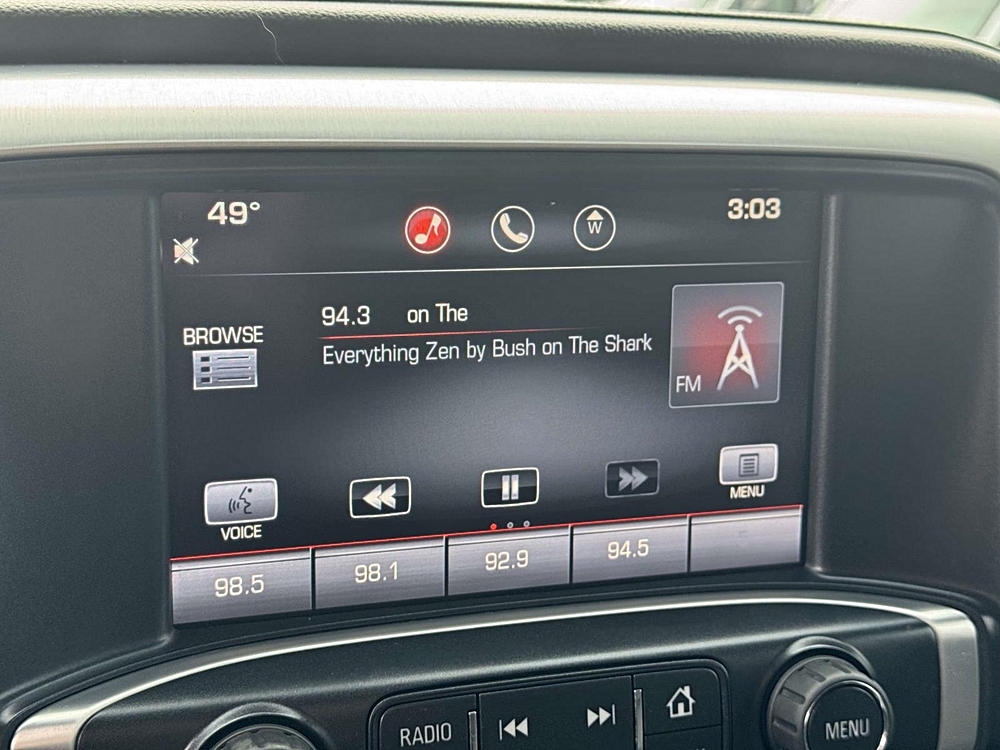 49°
W
3:03
94.3 on The
BROWSE
Everything Zen by Bush on The Shark
FM
VOICE
MENU
98.5
98.1
92.9
94.5
RADIO
MENU